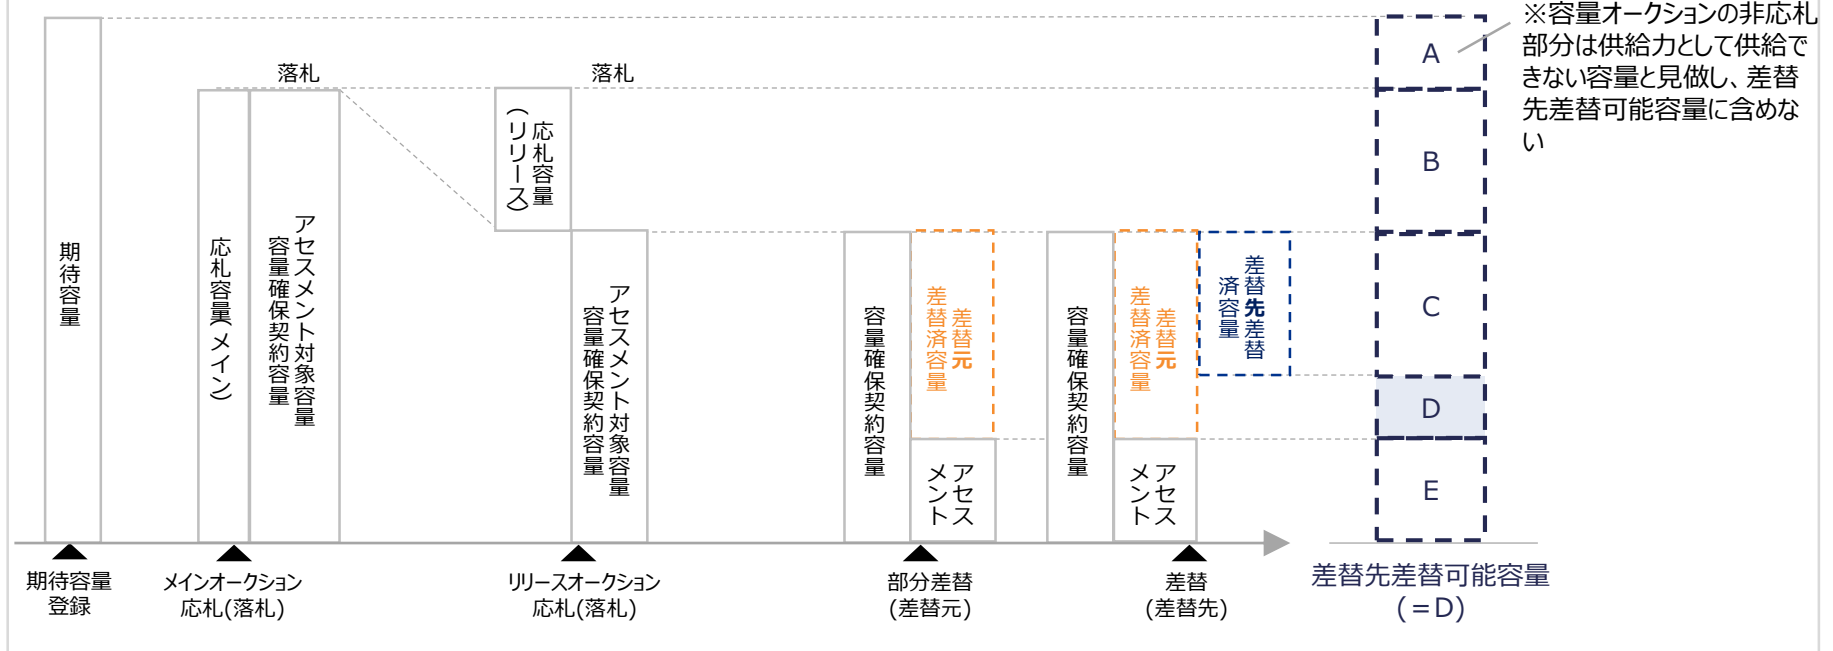 ※容量オークションの非応札
部分は供給力として供給で
きない容量と見做し、差替
先差替可能容量に含めな
い
落札
落札
期待容量
応札容量(メイン)
アセスメント対象容量
容量確保契約容量
応札容量
(リリース)
アセスメント対象容量
容量確保契約容量
容量確保契約容量
差替元
差替済容量
アセス
メント
容量確保契約容量
差替元
差替済容量
アセス
メント
差替先差替
済容量
A
B
C
D
E
期待容量
登録
メインオークション
応札(落札)
リリースオークション
応札(落札)
部分差替
(差替元)
差替
(差替先)
差替先差替可能容量
(=D)